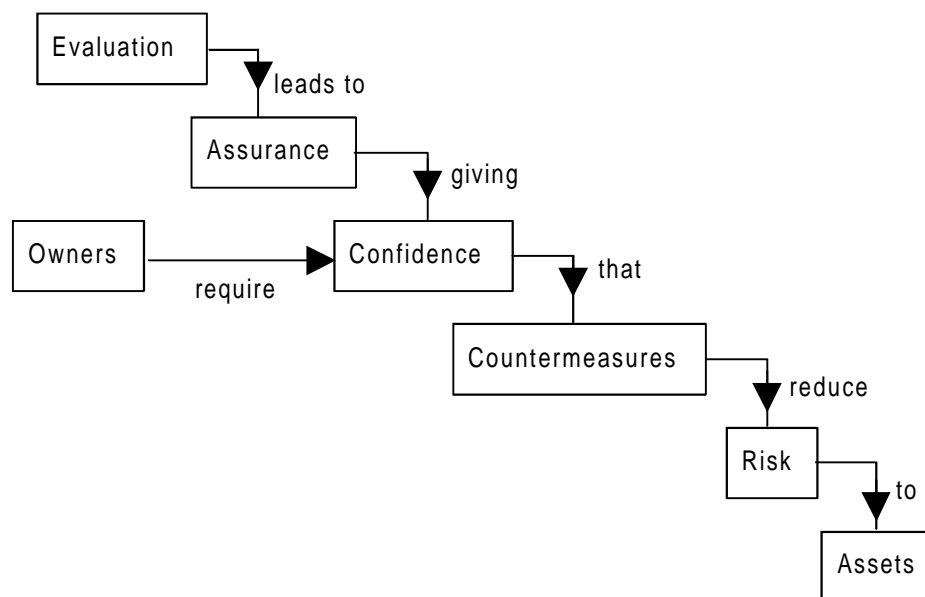 Evaluation
leads to
Assurance
giving
Owners
require
Confidence
that
Countermeasures
reduce
Risk
to
Assets